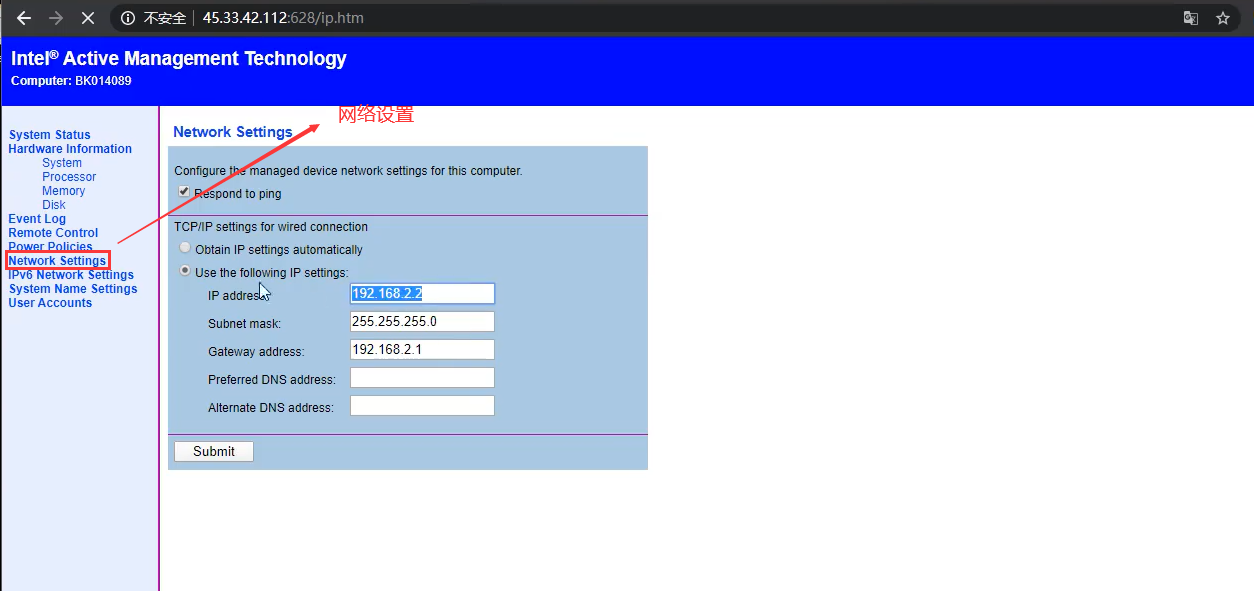 不安全 45.33.42.112:628/ip.htm
Intel® Active Management Technology
Computer: BK014089
网络设置
System Status
Hardware Information
System
Processor
Memory
Disk
Event Log
Remote Control
Power Policies
Network Settings
IPv6 Network Settings
System Name Settings
User Accounts
Network Settings
Configure the managed device network settings for this computer.
Respond to ping
TCP/IP settings for wired connection
Obtain IP settings automatically
Use the following IP settings:
IP address: 192.168.2.2
Subnet mask: 255.255.255.0
Gateway address: 192.168.2.1
Preferred DNS address:
Alternate DNS address:
Submit